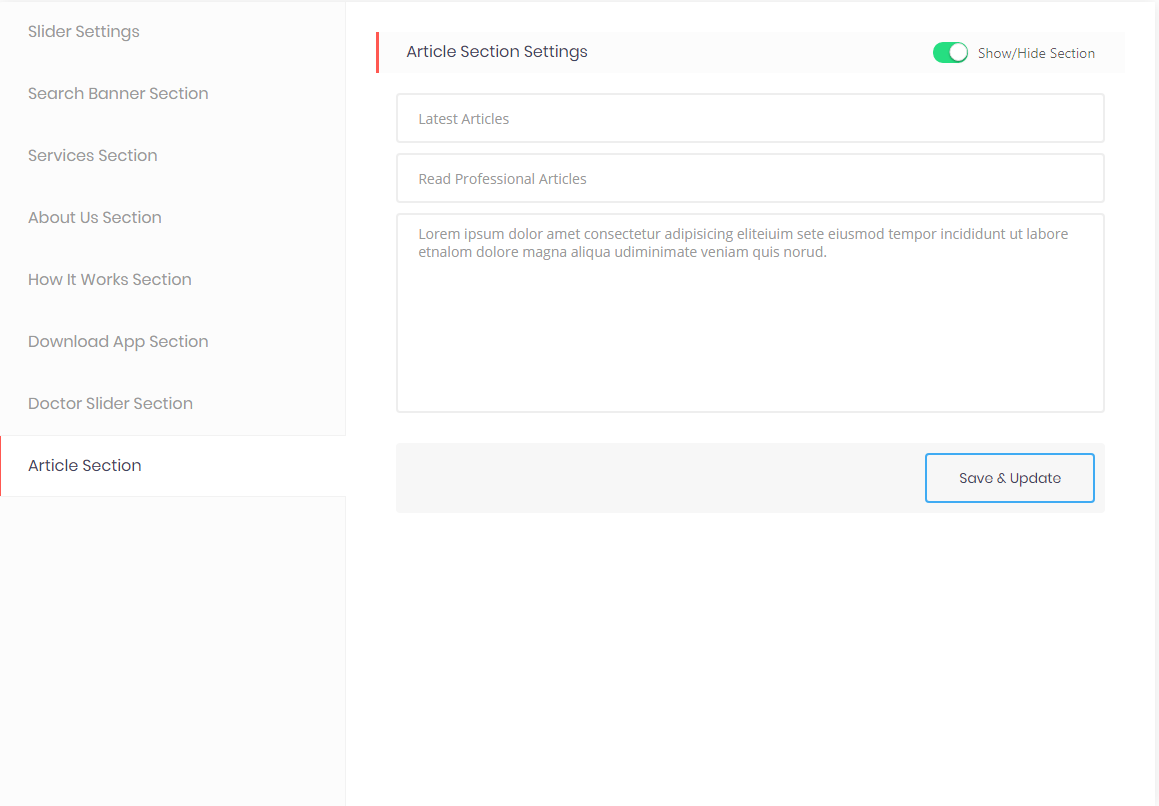 Slider Settings
Search Banner Section
Services Section
About Us Section
How It Works Section
Download App Section
Doctor Slider Section
Article Section
Article Section Settings
Show/Hide Section
Latest Articles
Read Professional Articles
Lorem ipsum dolor amet consectetur adipisicing eliteiuim sete eiusmod tempor incididunt ut labore
etnalom dolore magna aliqua udiminimate veniam quis norud.
Save & Update